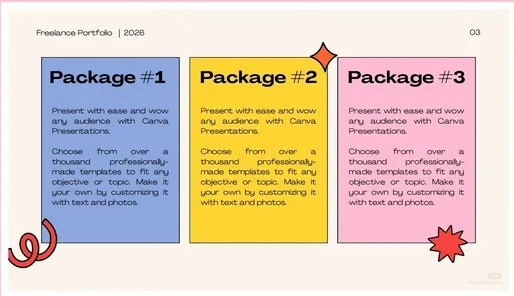 Freelance Portfolio | 2026
03
Package #1
Present with ease and wow
any audience with Canva
Presentations.
Choose from over a
thousand professionally-
made templates to fit any
objective or topic. Make it
your own by customizing it
with text and photos.
Package #2
Present with ease and wow
any audience with Canva
Presentations.
Choose from over a
thousand professionally-
made templates to fit any
objective or topic. Make it
your own by customizing it
with text and photos.
Package #3
Present with ease and wow
any audience with Canva
Presentations.
Choose from over a
thousand professionally-
made templates to fit any
objective or topic. Make it
your own by customizing it
with text and photos.